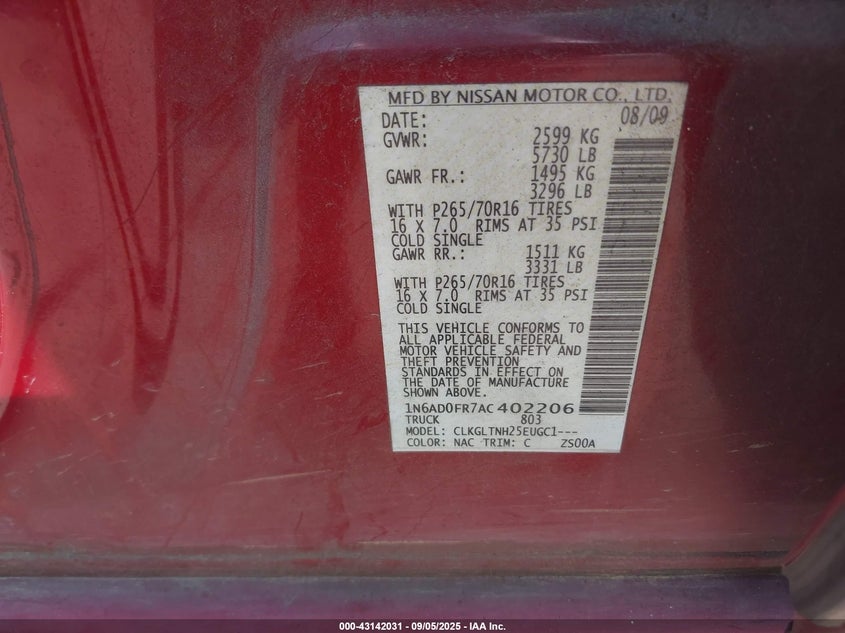 MFD BY NISSAN MOTOR CO., LTD.
DATE: 08/09
GVWR: 2599 KG
5730 LB
GAWR FR.: 1495 KG
3296 LB
WITH P265/70R16 TIRES
16 X 7.0 RIMS AT 35 PSI
COLD SINGLE
GAWR RR.: 1511 KG
3331 LB
WITH P265/70R16 TIRES
16 X 7.0 RIMS AT 35 PSI
COLD SINGLE
THIS VEHICLE CONFORMS TO
ALL APPLICABLE FEDERAL
MOTOR VEHICLE SAFETY AND
THEFT PREVENTION
STANDARDS IN EFFECT ON
THE DATE OF MANUFACTURE
SHOWN ABOVE.
1N6AD0FR7AC402206
TRUCK 803
MODEL: CLKGLTNH25EUGC1---
COLOR: NAC TRIM: C ZS00A
000-43142031 - 09/05/2025 - IAA Inc.